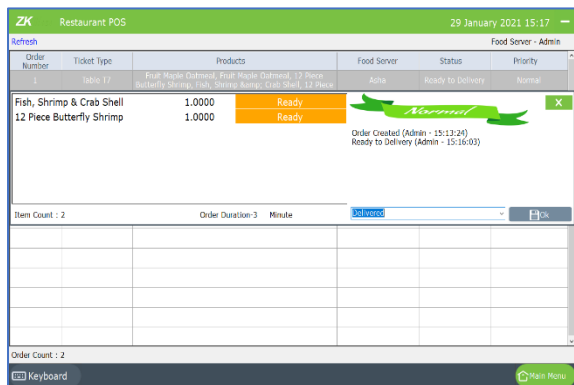 ZK Restaurant POS 29 January 2021 15:17
Refresh Food Server - Admin
Order Number Ticket Type Products Food Server Status Priority
1 Table 17 Fruit Maple Oatmeal, Fruit Maple Oatmeal, 12 Piece Ashe Ready to Delivery Normal
Butterfly Shrimp, Fish, Shrimp &amp; Crab Shell, 12 Piece
Fish, Shrimp & Crab Shell 1.0000 Ready
12 Piece Butterfly Shrimp 1.0000 Ready
Normal X
Order Created (Admin - 15:13:24)
Ready to Delivery (Admin - 15:16:03)
Item Count : 2 Order Duration-3 Minute Delivered Ok
Order Count : 2
Keyboard Main Menu